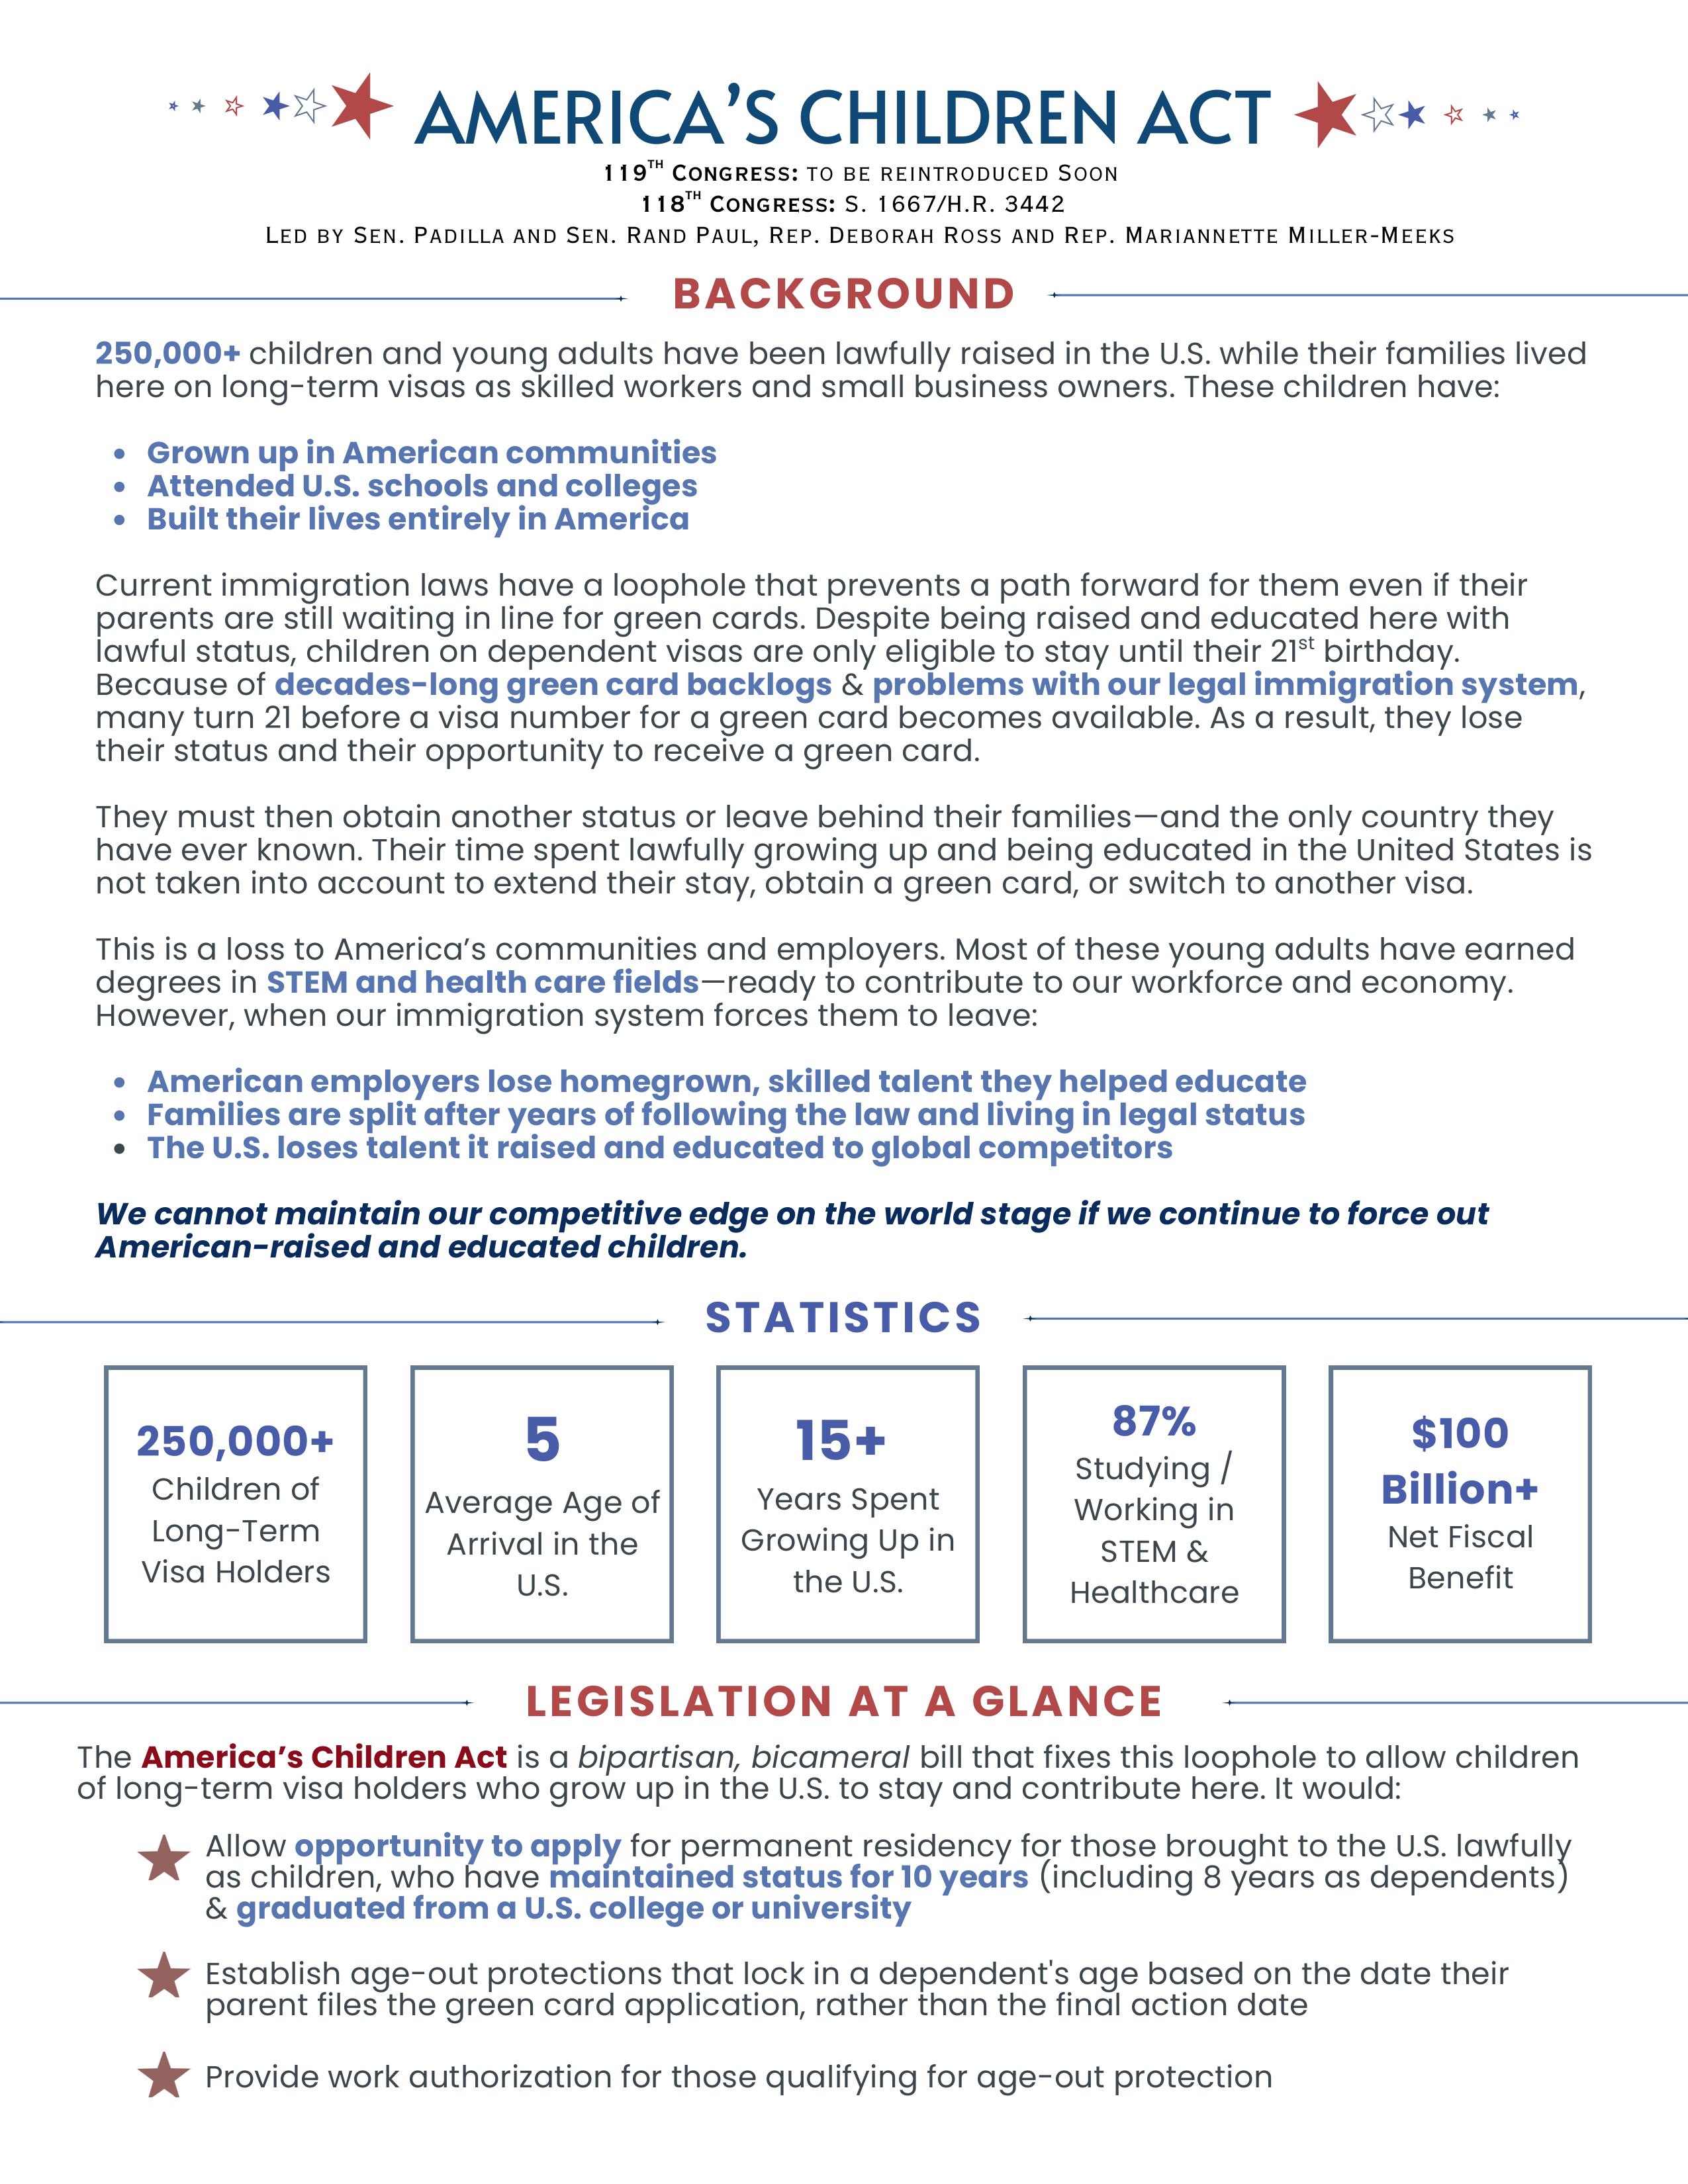 AMERICA’S CHILDREN ACT
119TH CONGRESS: TO BE REINTRODUCED SOON
118TH CONGRESS: S. 1667/H.R. 3442
LED BY SEN. PADILLA AND SEN. RAND PAUL, REP. DEBORAH ROSS AND REP. MARIANNETTE MILLER-MEEKS
BACKGROUND
250,000+ children and young adults have been lawfully raised in the U.S. while their families lived
here on long-term visas as skilled workers and small business owners. These children have:
• Grown up in American communities
• Attended U.S. schools and colleges
• Built their lives entirely in America
Current immigration laws have a loophole that prevents a path forward for them even if their
parents are still waiting in line for green cards. Despite being raised and educated here with
lawful status, children on dependent visas are only eligible to stay until their 21st birthday.
Because of decades-long green card backlogs & problems with our legal immigration system,
many turn 21 before a visa number for a green card becomes available. As a result, they lose
their status and their opportunity to receive a green card.
They must then obtain another status or leave behind their families—and the only country they
have ever known. Their time spent lawfully growing up and being educated in the United States is
not taken into account to extend their stay, obtain a green card, or switch to another visa.
This is a loss to America’s communities and employers. Most of these young adults have earned
degrees in STEM and health care fields—ready to contribute to our workforce and economy.
However, when our immigration system forces them to leave:
• American employers lose homegrown, skilled talent they helped educate
• Families are split after years of following the law and living in legal status
• The U.S. loses talent it raised and educated to global competitors
We cannot maintain our competitive edge on the world stage if we continue to force out
American-raised and educated children.
STATISTICS
250,000+
Children of
Long-Term
Visa Holders
5
Average Age of
Arrival in the
U.S.
15+
Years Spent
Growing Up in
the U.S.
87%
Studying /
Working in
STEM &
Healthcare
$100
Billion+
Net Fiscal
Benefit
LEGISLATION AT A GLANCE
The America’s Children Act is a bipartisan, bicameral bill that fixes this loophole to allow children
of long-term visa holders who grow up in the U.S. to stay and contribute here. It would:
Allow opportunity to apply for permanent residency for those brought to the U.S. lawfully
as children, who have maintained status for 10 years (including 8 years as dependents)
& graduated from a U.S. college or university
Establish age-out protections that lock in a dependent's age based on the date their
parent files the green card application, rather than the final action date
Provide work authorization for those qualifying for age-out protection